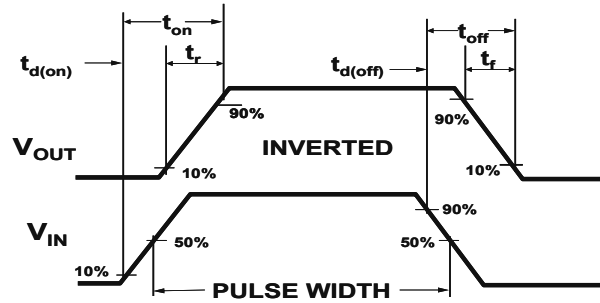 t_on
t_off
t_d(on)
t_r
t_d(off)
t_f
90%
90%
V_OUT
INVERTED
10%
10%
90%
V_IN
50%
50%
10%
PULSE WIDTH